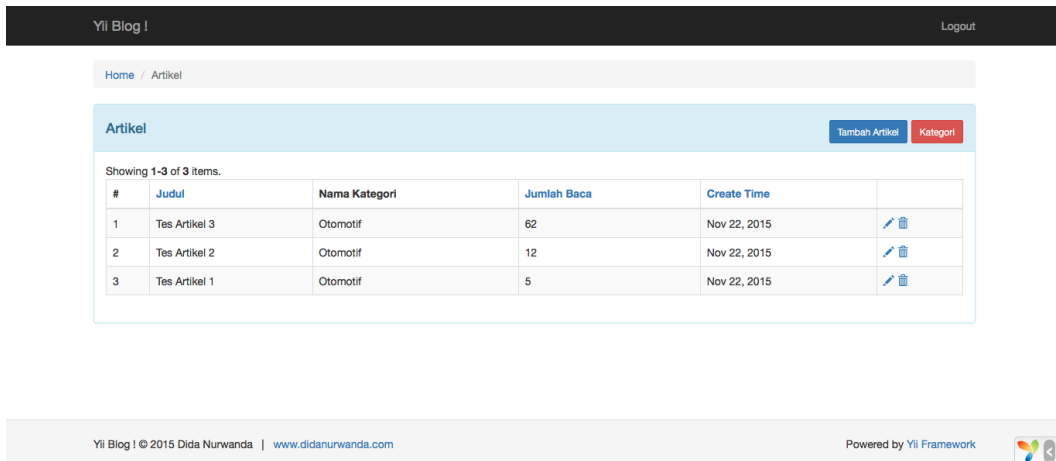 Yii Blog ! Logout
Home / Artikel
Artikel Tambah Artikel Kategori
Showing 1-3 of 3 items.
# Judul Nama Kategori Jumlah Baca Create Time
1 Tes Artikel 3 Otomotif 62 Nov 22, 2015
2 Tes Artikel 2 Otomotif 12 Nov 22, 2015
3 Tes Artikel 1 Otomotif 5 Nov 22, 2015
Yii Blog ! © 2015 Dida Nurwanda | www.didanurwanda.com Powered by Yii Framework